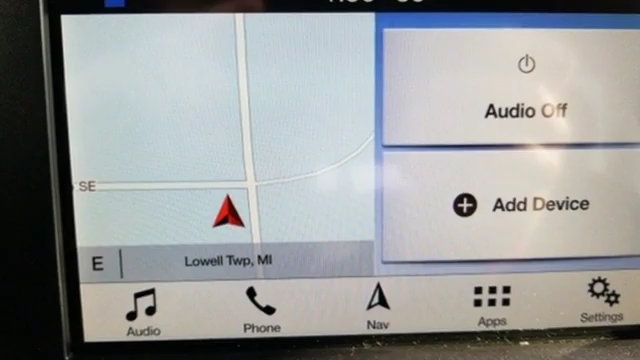 Audio Off
SE
Add Device
E
Lowell Twp, MI
Audio
Phone
Nav
Apps
Settings